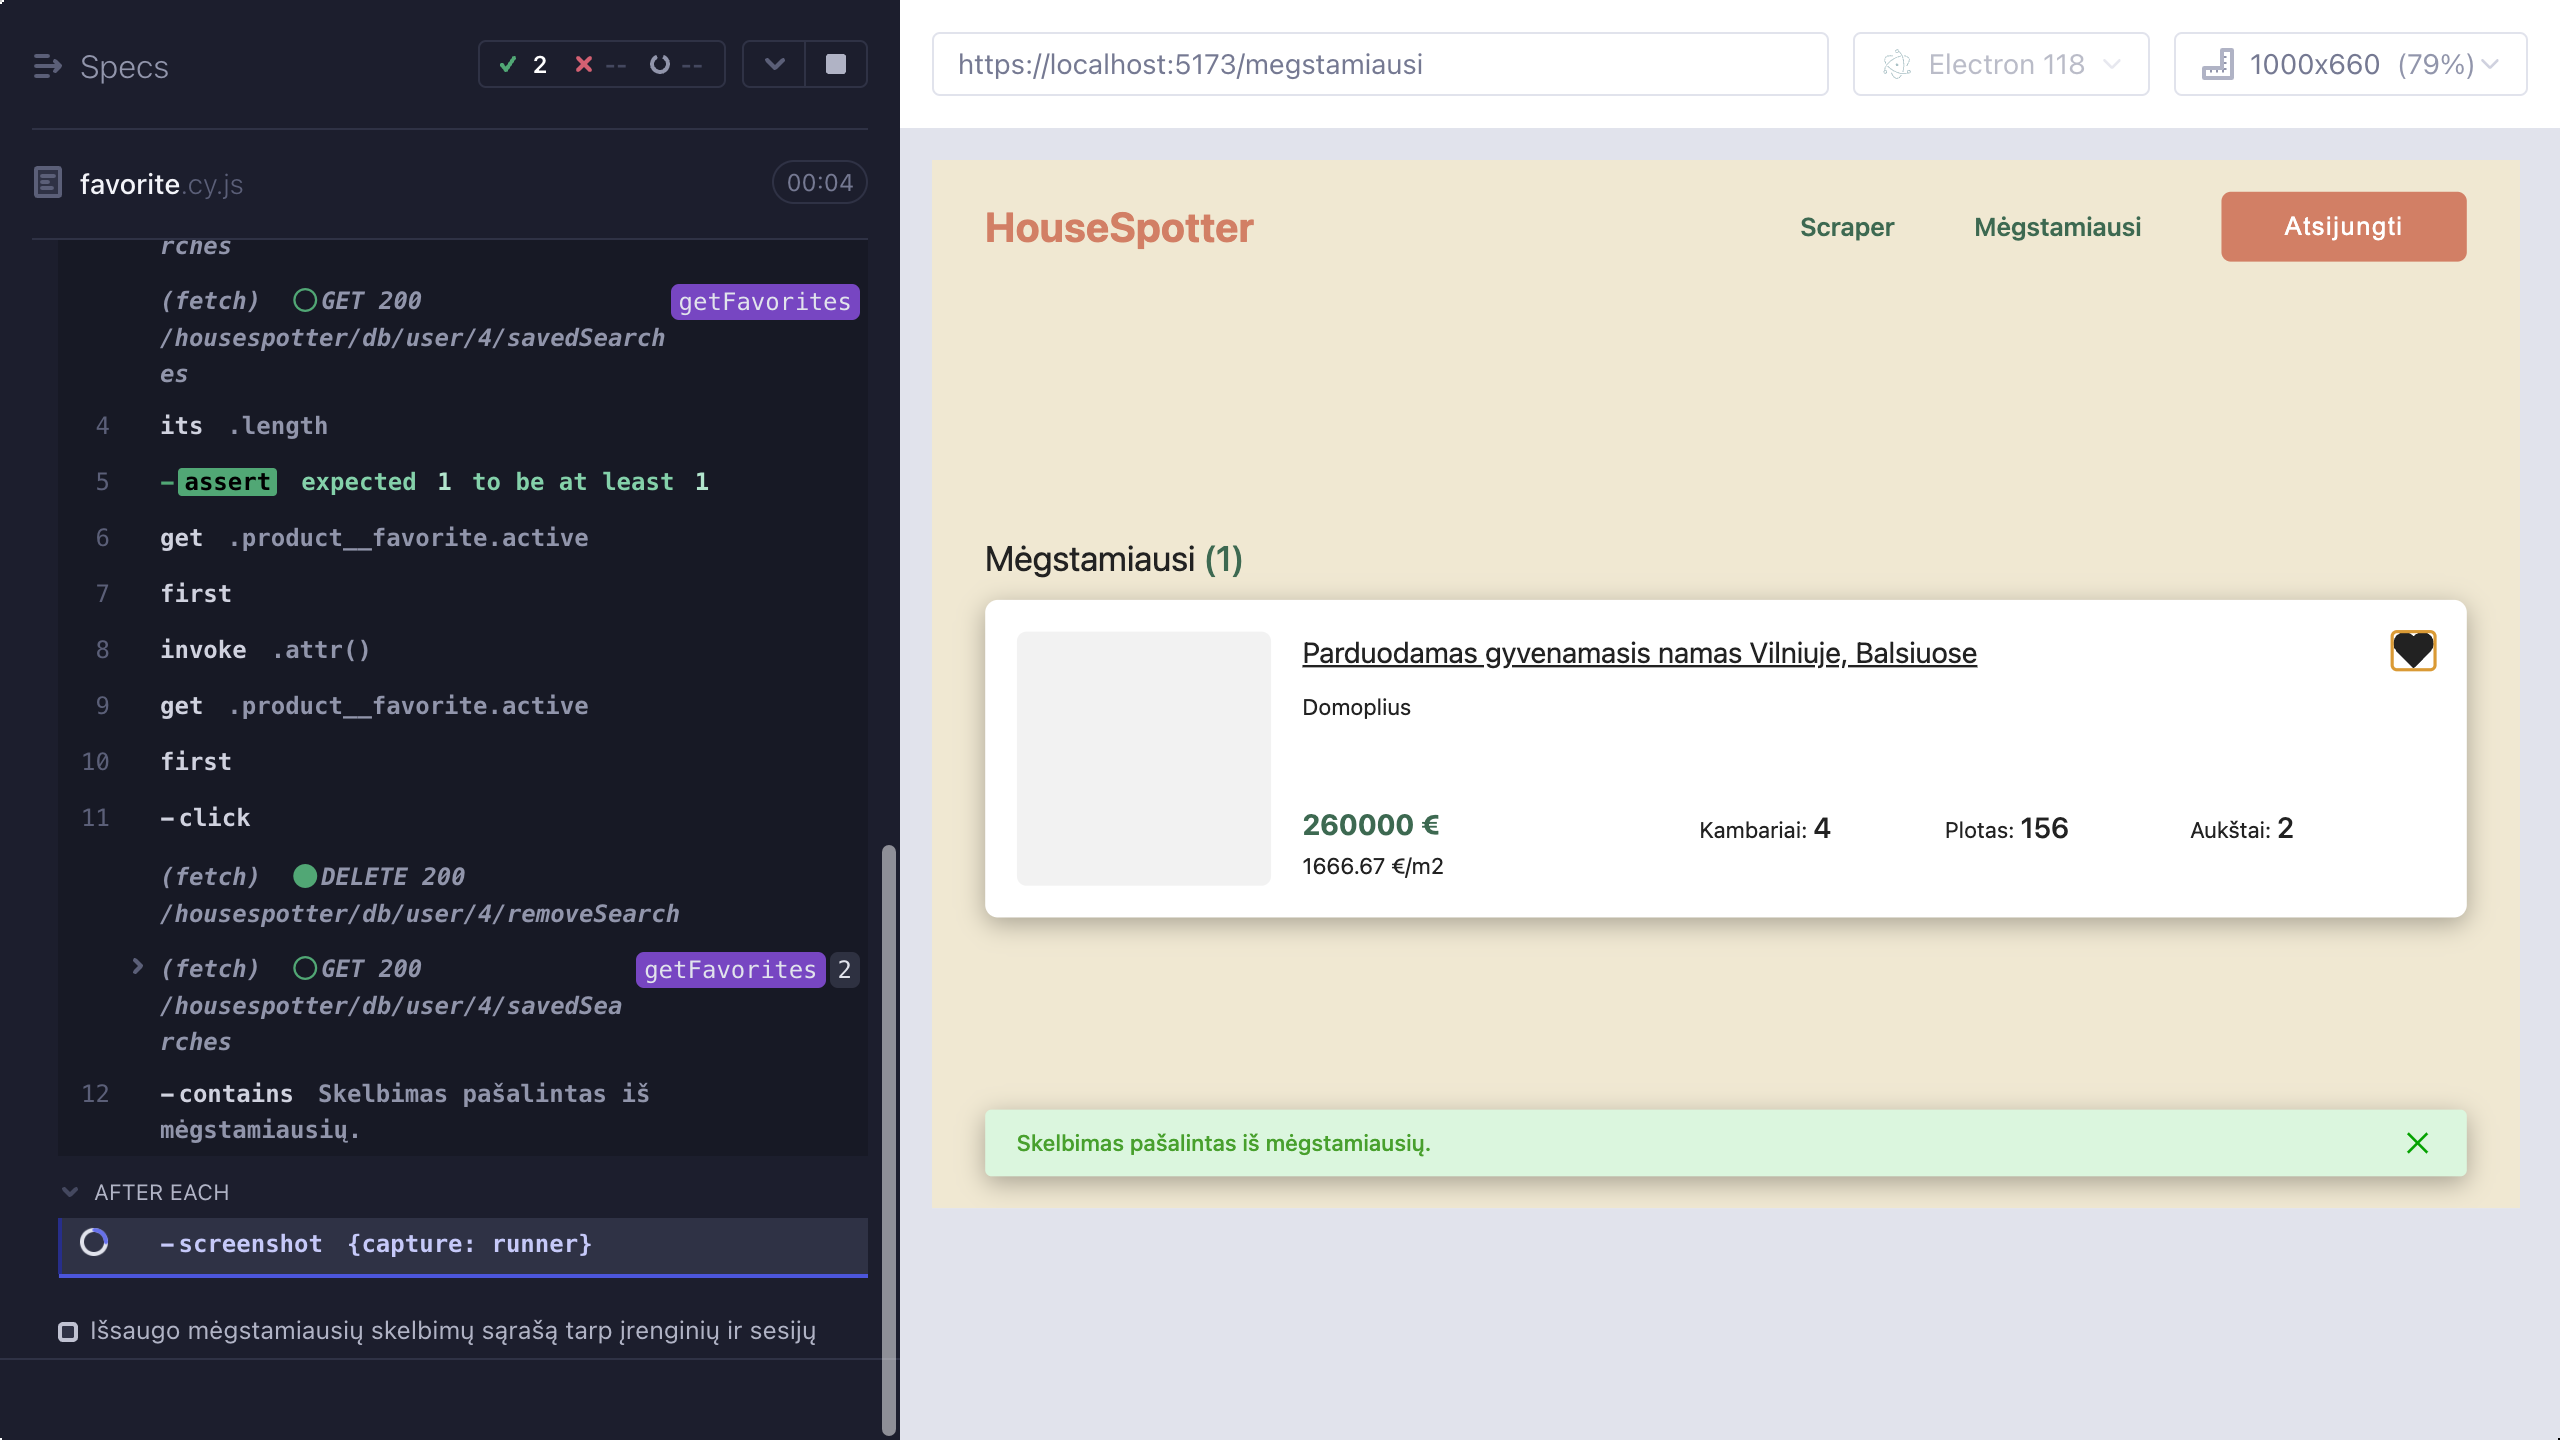 Specs
2
--
--
favorite.cy.js
00:04
rches
(fetch) GET 200
getFavorites
/housespotter/db/user/4/savedSearch
es
4 its .length
5 -assert expected 1 to be at least 1
6 get .product__favorite.active
7 first
8 invoke .attr()
9 get .product__favorite.active
10 first
11 -click
(fetch) DELETE 200
/housespotter/db/user/4/removeSearch
(fetch) GET 200
getFavorites 2
/housespotter/db/user/4/savedSea
rches
12 -contains Skelbimas pašalintas iš
mėgstamiausių.
AFTER EACH
-screenshot {capture: runner}
Išsaugo mėgstamiausių skelbimų sąrašą tarp įrenginių ir sesijų
https://localhost:5173/megstamiausi
Electron 118
1000x660 (79%)
HouseSpotter
Scraper
Mėgstamiausi
Atsijungti
Mėgstamiausi (1)
Parduodamas gyvenamasis namas Vilniuje, Balsiuose
Domoplius
260000 €
1666.67 €/m2
Kambariai: 4
Plotas: 156
Aukštai: 2
Skelbimas pašalintas iš mėgstamiausių.